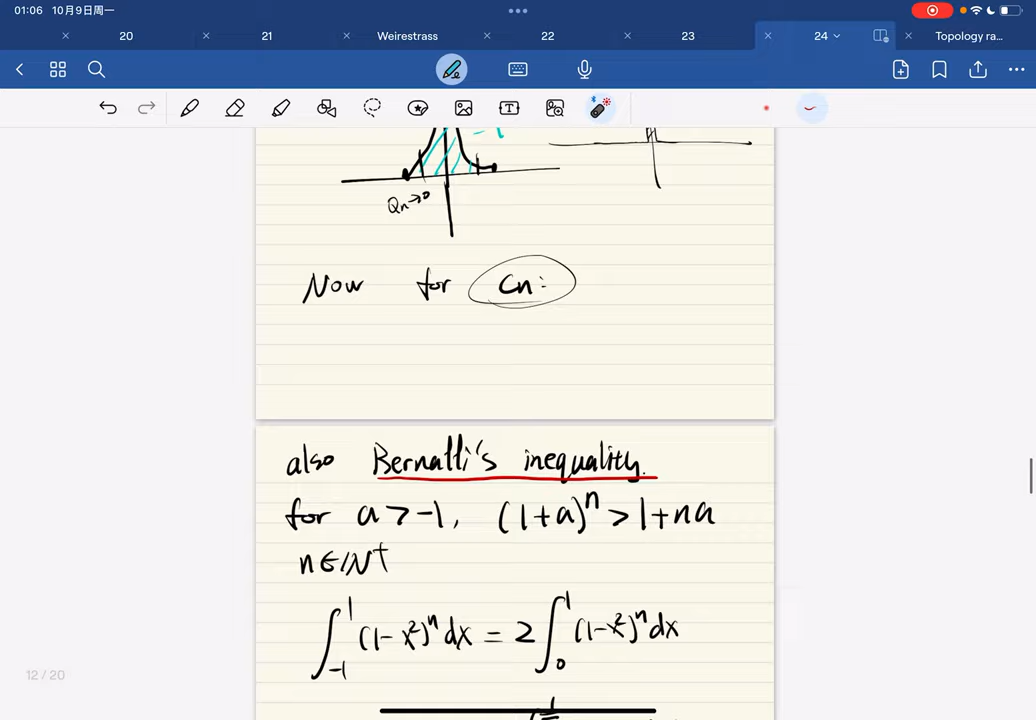 01:06 10月9日周一
20 21 Weirestrass 22 23 24 Topology ra...
Qn→0
Now for Cn:
also Bernalli's inequality.
for a > -1, (1+a)^n > 1+na
n∈IN^+
∫_{-1}^{1} (1-x²)^n dx = 2 ∫_{0}^{1} (1-x²)^n dx
12 / 20